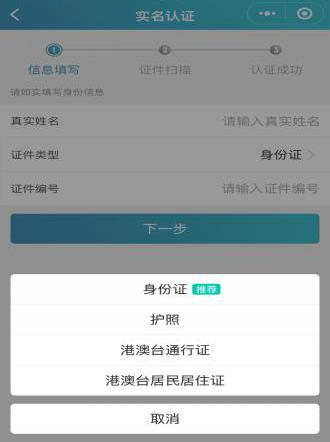 实名认证
1 2 3
信息填写 证件扫描 认证成功
请如实填写身份信息
真实姓名 请输入真实姓名
证件类型 身份证
证件编号 请输入证件编号
下一步
身份证 推荐
护照
港澳台通行证
港澳台居民居住证
取消